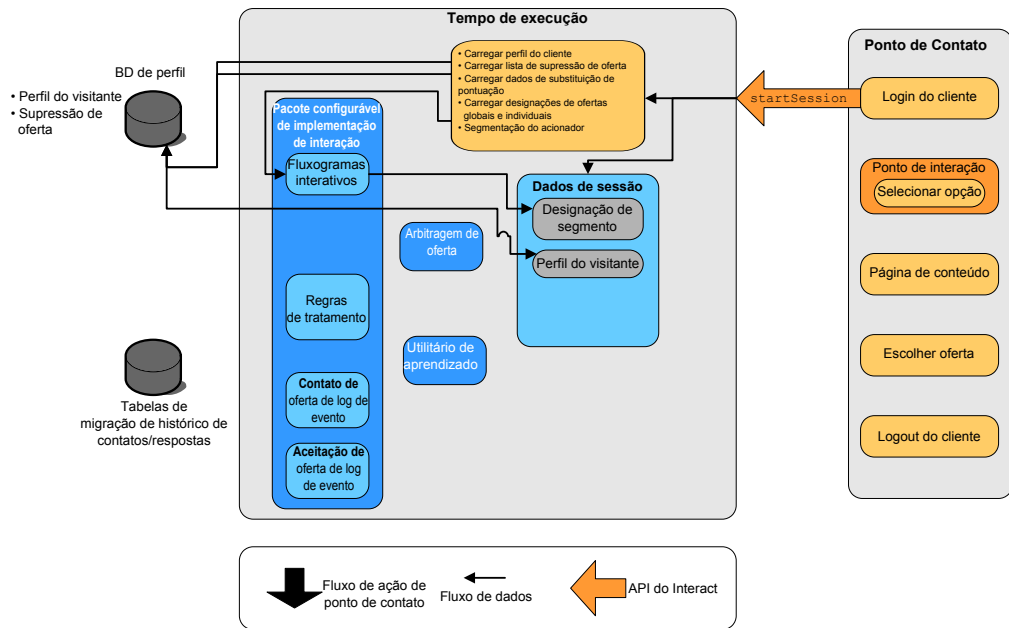 Tempo de execução
Ponto de Contato
BD de perfil
• Perfil do visitante
• Supressão de
oferta
• Carregar perfil do cliente
• Carregar lista de supressão de oferta
• Carregar dados de substituição de
pontuação
• Carregar designações de ofertas
globais e individuais
• Segmentação do acionador
startSession
Login do cliente
Pacote configurável
de implementação
de interação
Fluxogramas
interativos
Dados de sessão
Designação de
segmento
Perfil do visitante
Ponto de interação
Selecionar opção
Arbitragem de
oferta
Página de conteúdo
Regras
de tratamento
Utilitário de
aprendizado
Escolher oferta
Tabelas de
migração de histórico de
contatos/respostas
Contato de
oferta de log de
evento
Logout do cliente
Aceitação de
oferta de log
de evento
Fluxo de ação de
ponto de contato
Fluxo de dados
API do Interact